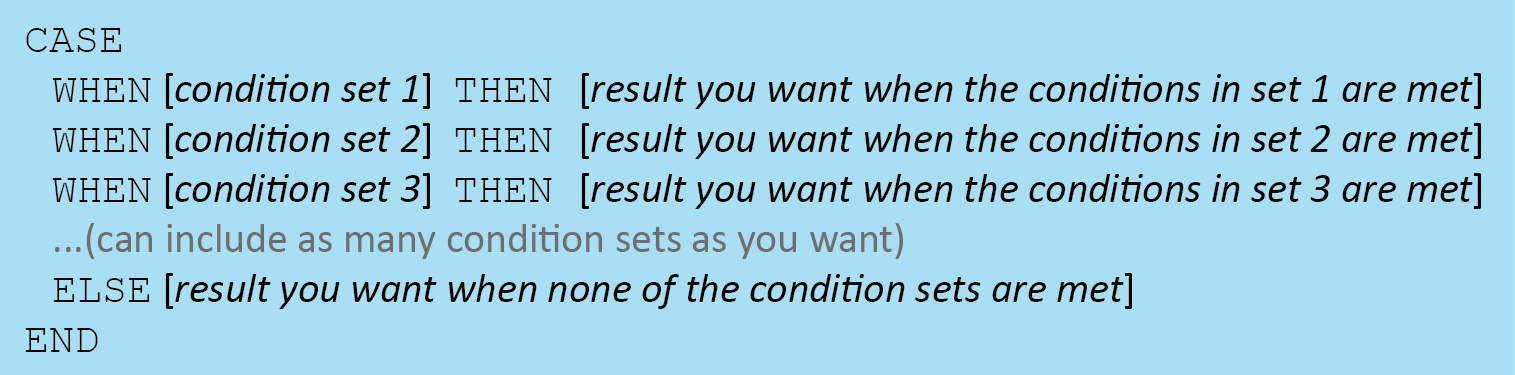 CASE
WHEN [condition set 1] THEN [result you want when the conditions in set 1 are met]
WHEN [condition set 2] THEN [result you want when the conditions in set 2 are met]
WHEN [condition set 3] THEN [result you want when the conditions in set 3 are met]
...(can include as many condition sets as you want)
ELSE [result you want when none of the condition sets are met]
END